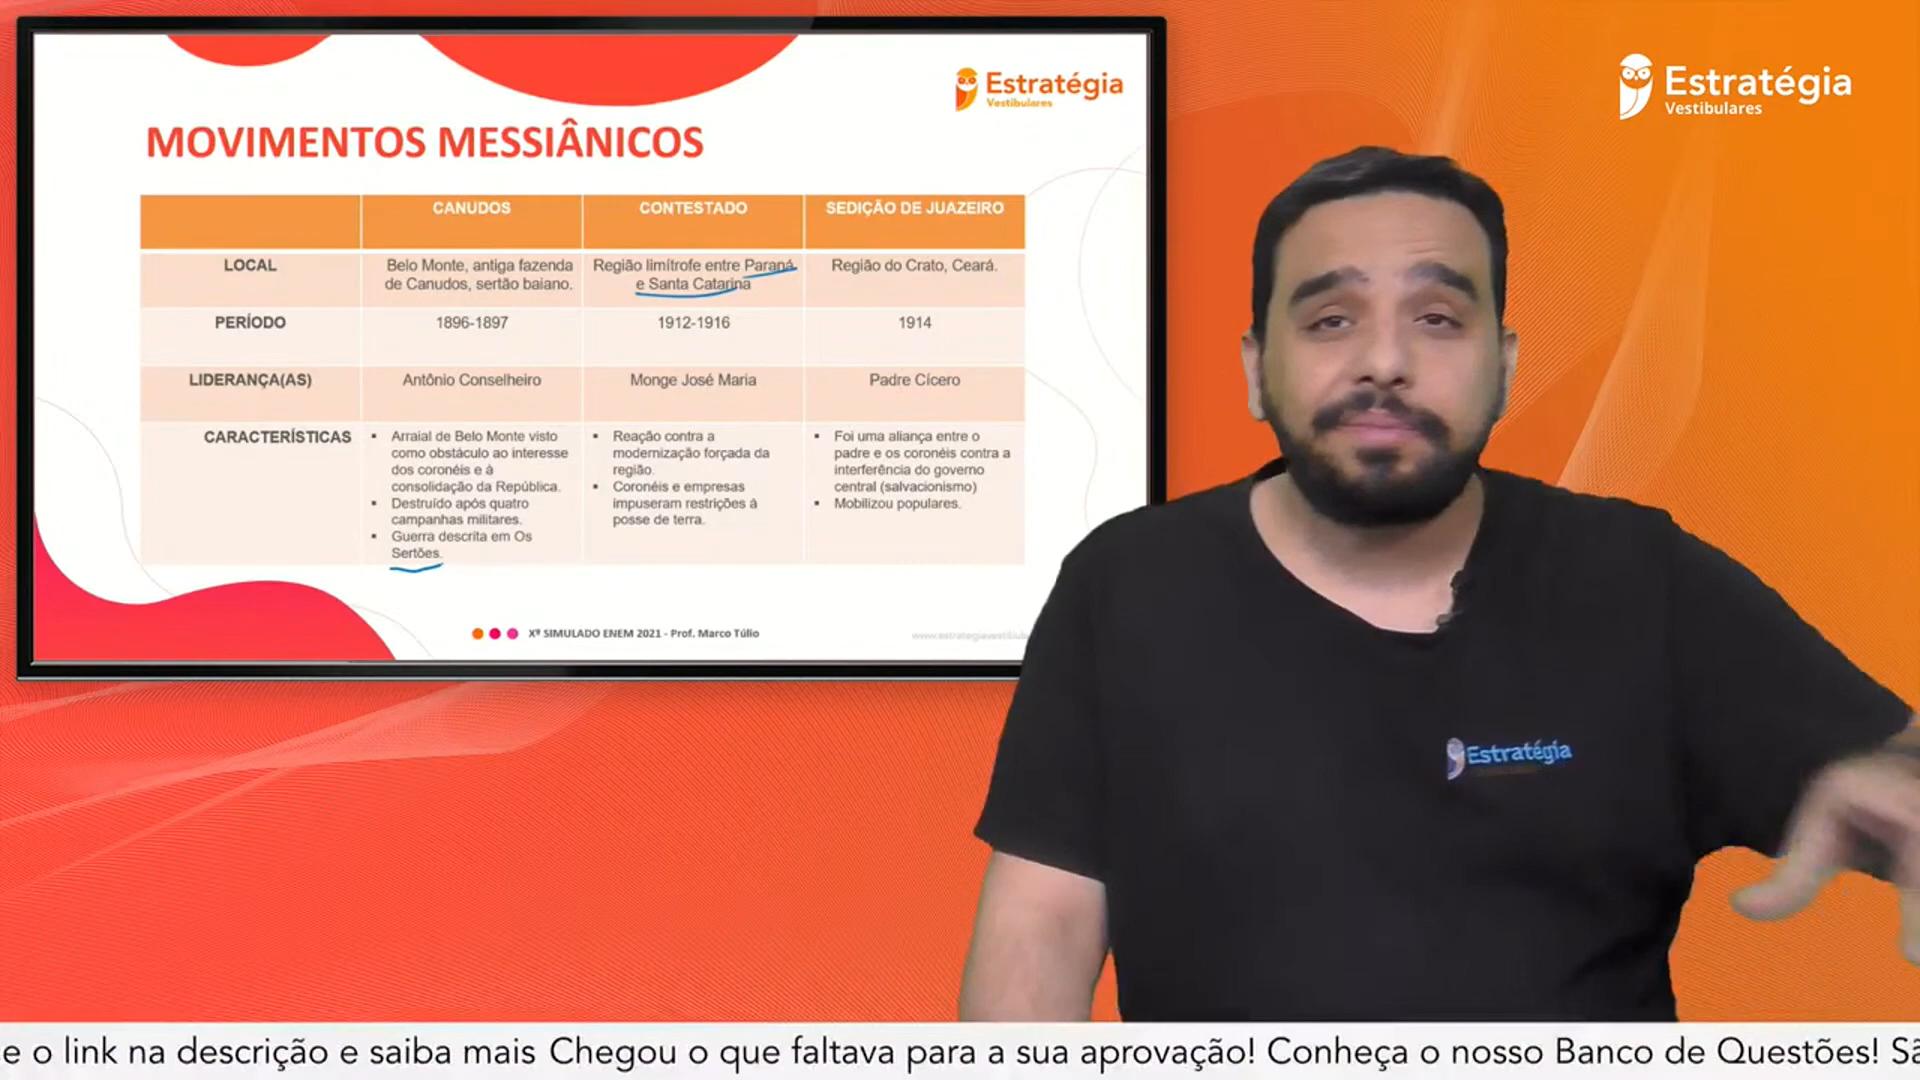 Estratégia
Vestibulares
Estratégia
Vestibulares
MOVIMENTOS MESSIÂNICOS
CANUDOS
CONTESTADO
SEDIÇÃO DE JUAZEIRO
LOCAL
Belo Monte, antiga fazenda
de Canudos, sertão baiano.
Região limítrofe entre Paraná
e Santa Catarina
Região do Crato, Ceará.
PERÍODO
1896-1897
1912-1916
1914
LIDERANÇA(AS)
Antônio Conselheiro
Monge José Maria
Padre Cícero
CARACTERÍSTICAS
▪ Arraial de Belo Monte visto
como obstáculo ao interesse
dos coronéis e à
consolidação da República.
▪ Destruído após quatro
campanhas militares.
▪ Guerra descrita em Os
Sertões.
▪ Reação contra a
modernização forçada da
região.
▪ Coronéis e empresas
impuseram restrições à
posse de terra.
▪ Foi uma aliança entre o
padre e os coronéis contra a
interferência do governo
central (salvacionismo)
▪ Mobilizou populares.
Xº SIMULADO ENEM 2021 - Prof. Marco Túlio
Estratégia
e o link na descrição e saiba mais Chegou o que faltava para a sua aprovação! Conheça o nosso Banco de Questões! Sã